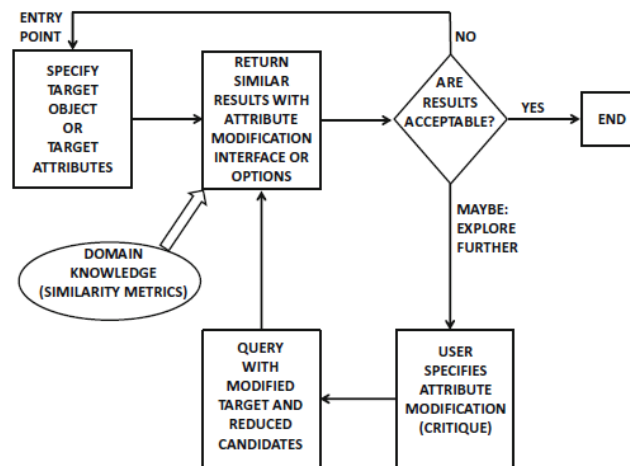 ENTRY
POINT
NO
SPECIFY
TARGET
OBJECT
OR
TARGET
ATTRIBUTES
RETURN
SIMILAR
RESULTS WITH
ATTRIBUTE
MODIFICATION
INTERFACE OR
OPTIONS
ARE
RESULTS
ACCEPTABLE?
YES
END
MAYBE:
EXPLORE
FURTHER
DOMAIN
KNOWLEDGE
(SIMILARITY METRICS)
QUERY
WITH
MODIFIED
TARGET AND
REDUCED
CANDIDATES
USER
SPECIFIES
ATTRIBUTE
MODIFICATION
(CRITIQUE)